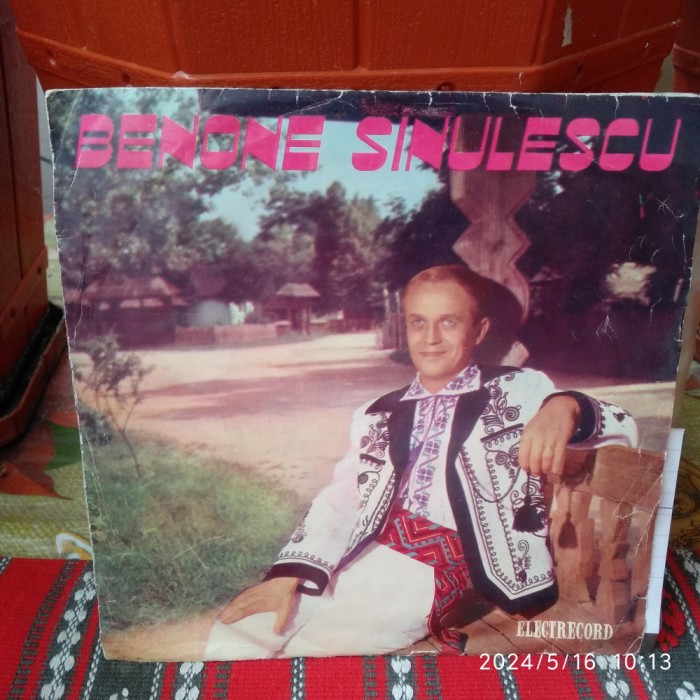 BENONE SINULESCU
ELECTRECORD
2024/5/16 10:13